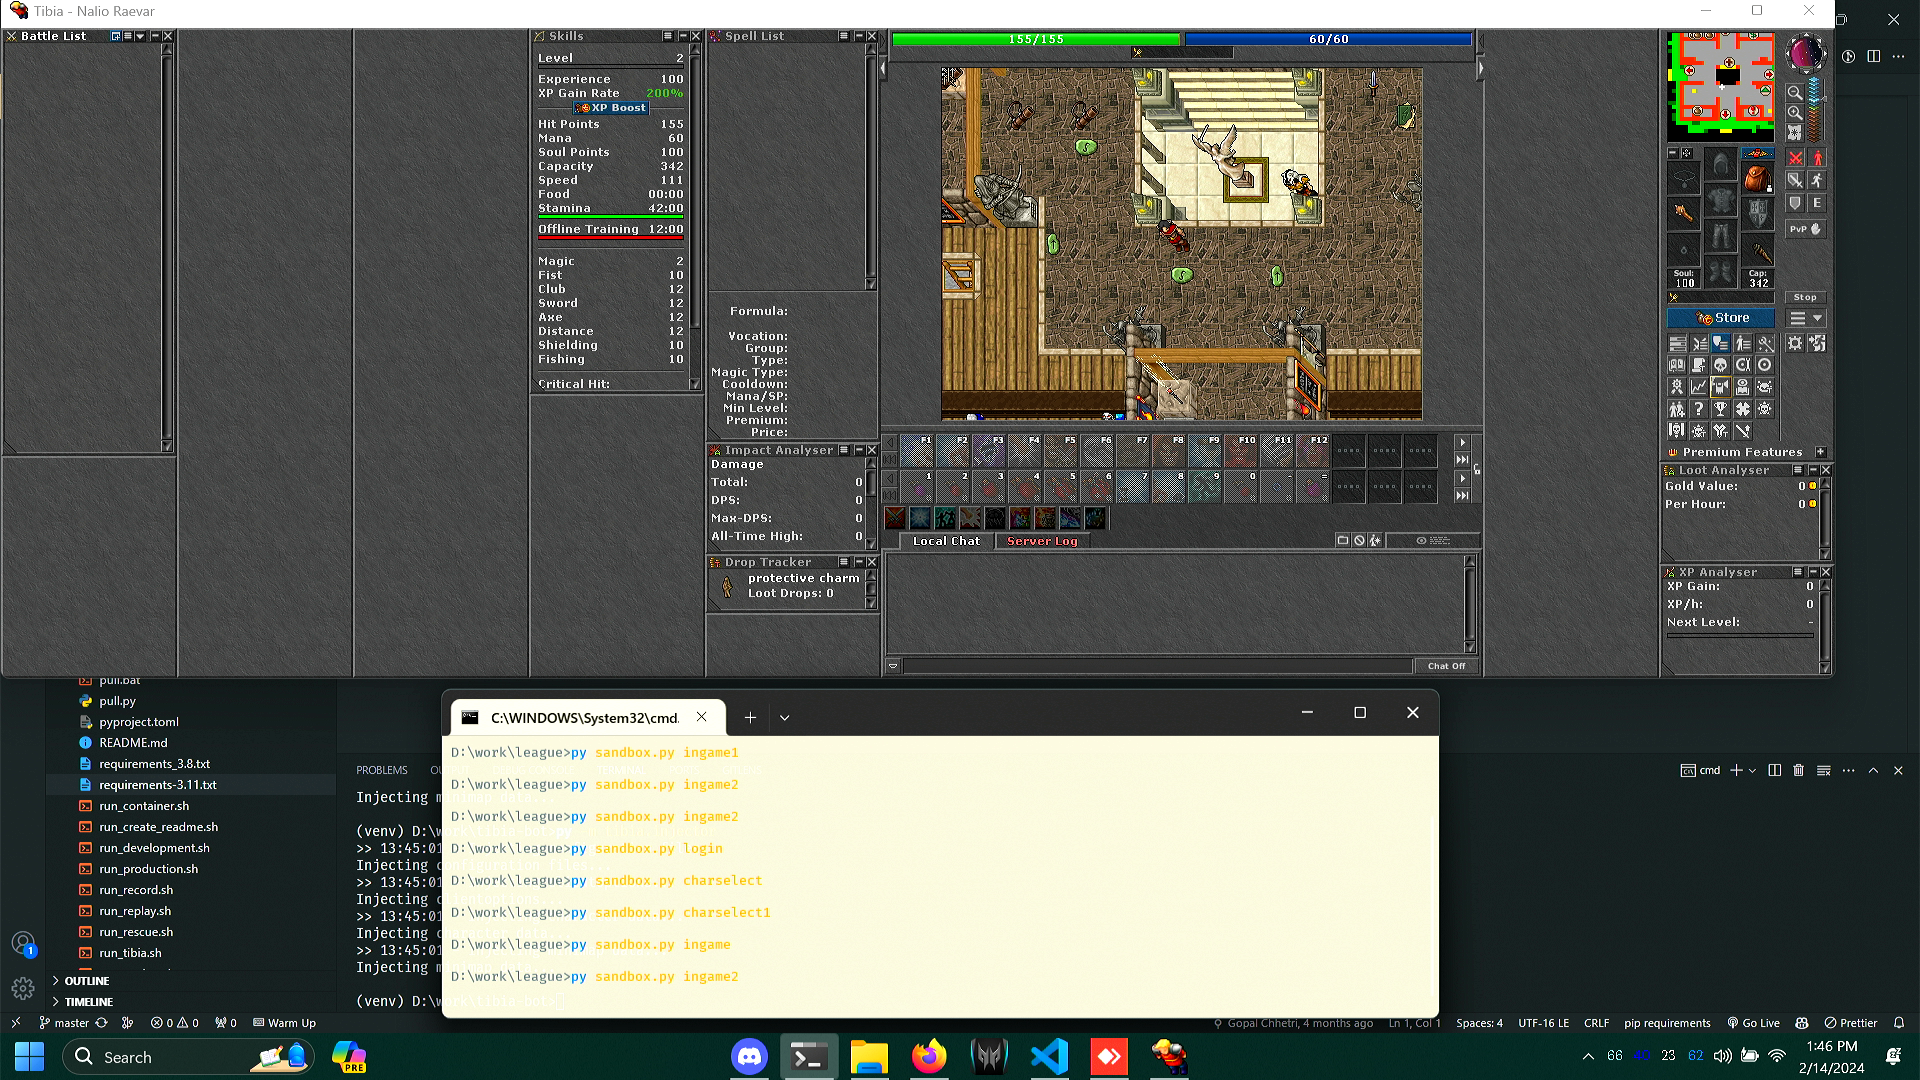 Tibia - Nalio Raevar
Battle List
Skills
Level 2
Experience 100
XP Gain Rate 200%
XP Boost
Hit Points 155
Mana 60
Soul Points 100
Capacity 342
Speed 111
Food 00:00
Stamina 42:00
Offline Training 12:00
Magic 2
Fist 10
Club 12
Sword 12
Axe 12
Distance 12
Shielding 10
Fishing 10
Critical Hit:
Spell List
Formula:
Vocation:
Group:
Type:
Magic Type:
Cooldown:
Mana/SP:
Min Level:
Premium:
Price:
Impact Analyser
Damage
Total: 0
DPS: 0
Max-DPS: 0
All-Time High: 0
Drop Tracker
protective charm
Loot Drops: 0
155/155
60/60
F1 F2 F3 F4 F5 F6 F7 F8 F9 F10 F11 F12
1 2 3 4 5 6 7 8 9 0 - =
Local Chat
Server Log
Chat Off
Soul:
100
Cap:
342
E
PvP
Stop
Store
Premium Features
Loot Analyser
Gold Value: 0
Per Hour: 0
XP Analyser
XP Gain: 0
XP/h: 0
Next Level: -
pull.bat
pull.py
pyproject.toml
README.md
requirements_3.8.txt
requirements-3.11.txt
run_container.sh
run_create_readme.sh
run_development.sh
run_production.sh
run_record.sh
run_replay.sh
run_rescue.sh
run_tibia.sh
OUTLINE
TIMELINE
PROBLEMS
cmd
Injecting
(venv) D:\
>> 13:45:01
Injecting
>> 13:45:01
Injecting
>> 13:45:01
Injecting
>> 13:45:01
Injecting
(venv) D:\
C:\WINDOWS\System32\cmd.
D:\work\league>py sandbox.py ingame1
D:\work\league>py sandbox.py ingame2
D:\work\league>py sandbox.py ingame2
D:\work\league>py sandbox.py login
D:\work\league>py sandbox.py charselect
D:\work\league>py sandbox.py charselect1
D:\work\league>py sandbox.py ingame
D:\work\league>py sandbox.py ingame2
1
master
0 0
0
Warm Up
Gopal Chhetri, 4 months ago
Ln 1, Col 1
Spaces: 4
UTF-16 LE
CRLF
pip requirements
Go Live
Prettier
Search
PRE
66
23
62
1:46 PM
2/14/2024